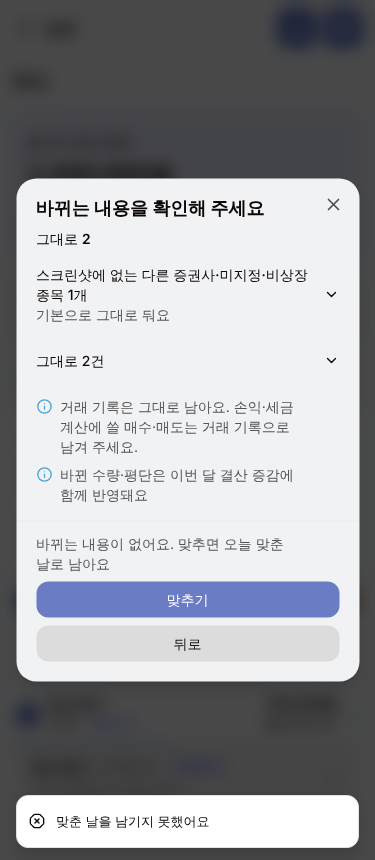 바뀌는 내용을 확인해 주세요
그대로 2
스크린샷에 없는 다른 증권사·미지정·비상장
종목 1개
기본으로 그대로 둬요
그대로 2건
거래 기록은 그대로 남아요. 손익·세금
계산에 쓸 매수·매도는 거래 기록으로
남겨 주세요.
바뀐 수량·평단은 이번 달 결산 증감에
함께 반영돼요
바뀌는 내용이 없어요. 맞추면 오늘 맞춘
날로 남아요
맞추기
뒤로
맞춘 날을 남기지 못했어요